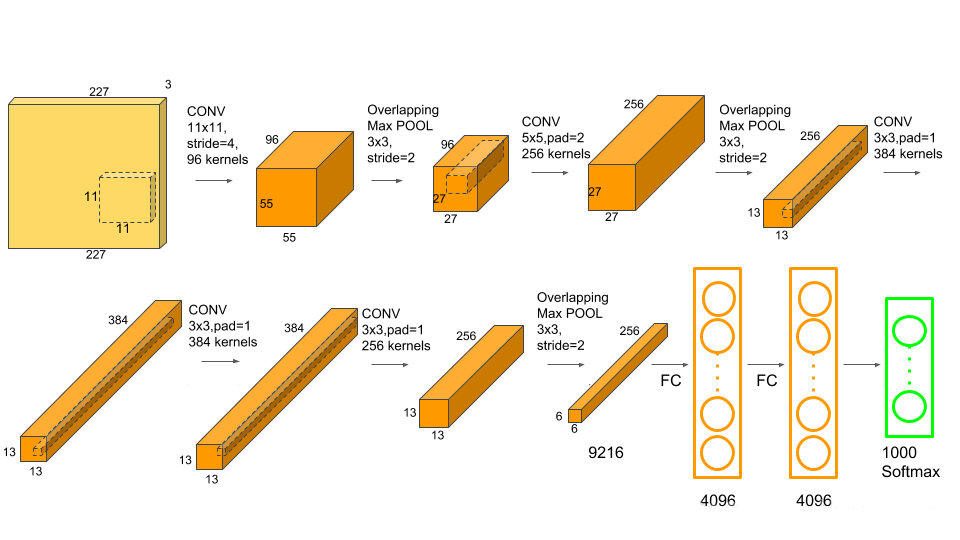 227
3
11
11
227
CONV
11x11,
stride=4,
96 kernels
96
55
55
Overlapping
Max POOL
3x3,
stride=2
96
27
27
CONV
5x5,pad=2
256 kernels
256
27
27
Overlapping
Max POOL
3x3,
stride=2
256
13
13
CONV
3x3,pad=1
384 kernels
384
13
13
CONV
3x3,pad=1
384 kernels
384
13
13
CONV
3x3,pad=1
256 kernels
256
13
13
Overlapping
Max POOL
3x3,
stride=2
256
6
6
9216
FC
4096
FC
4096
1000
Softmax